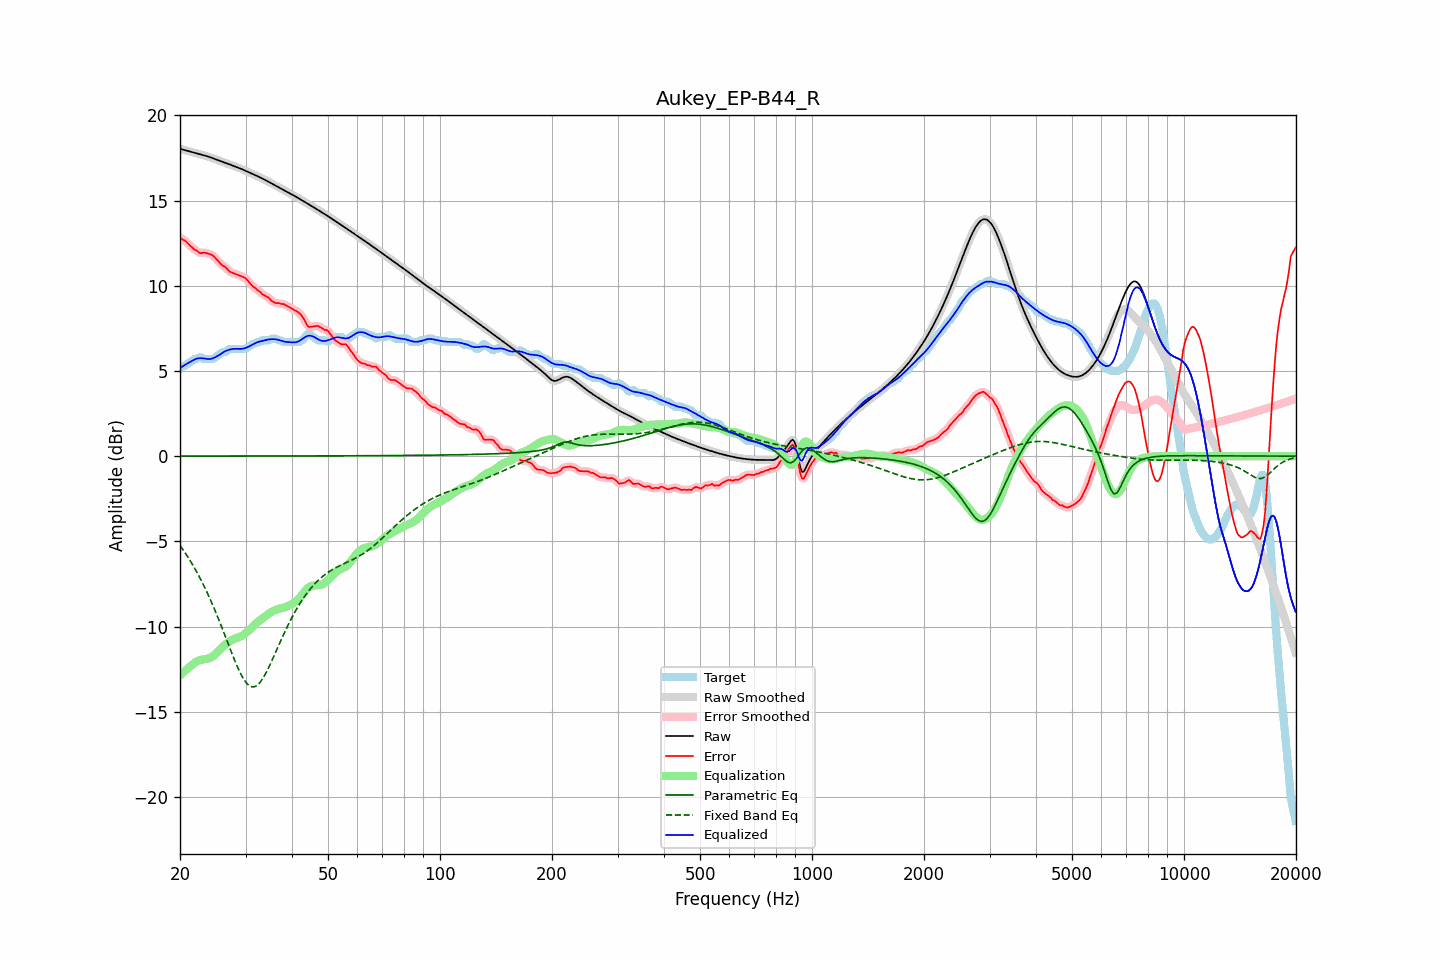 Aukey_EP-B44_R
20
15
10
5
0
−5
−10
−15
−20
Amplitude (dBr)
20
50
100
200
500
1000
2000
5000
10000
20000
Frequency (Hz)
Target
Raw Smoothed
Error Smoothed
Raw
Error
Equalization
Parametric Eq
Fixed Band Eq
Equalized